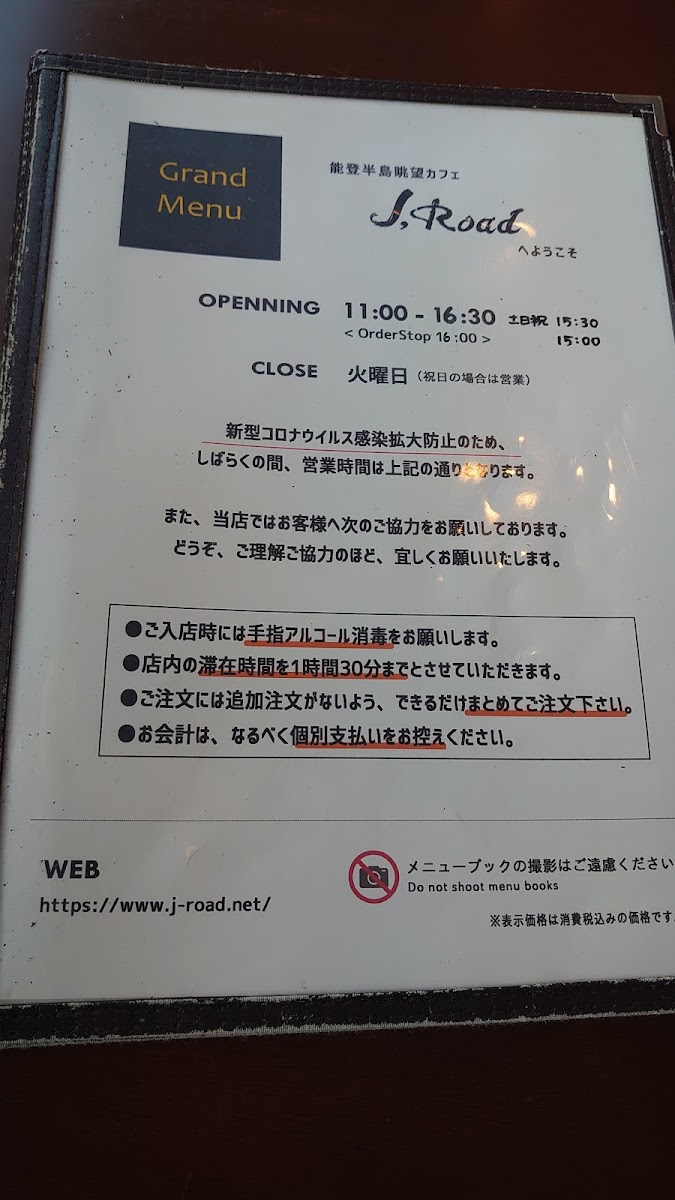 Grand
Menu
能登半島眺望カフェ
J,Road
へようこそ
OPENNING 11:00 - 16:30 土日祝 15:30
< OrderStop 16:00 > 15:00
CLOSE 火曜日（祝日の場合は営業）
新型コロナウイルス感染拡大防止のため、
しばらくの間、営業時間は上記の通りとなります。
また、当店ではお客様へ次のご協力をお願いしております。
どうぞ、ご理解ご協力のほど、宜しくお願いいたします。
●ご入店時には手指アルコール消毒をお願いします。
●店内の滞在時間を1時間30分までとさせていただきます。
●ご注文には追加注文がないよう、できるだけまとめてご注文下さい。
●お会計は、なるべく個別支払いをお控えください。
WEB
https://www.j-road.net/
メニューブックの撮影はご遠慮ください
Do not shoot menu books
※表示価格は消費税込みの価格です。